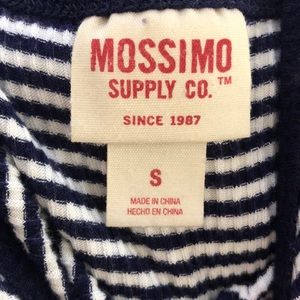 MOSSIMO
SUPPLY CO.™
SINCE 1987
S
MADE IN CHINA
HECHO EN CHINA